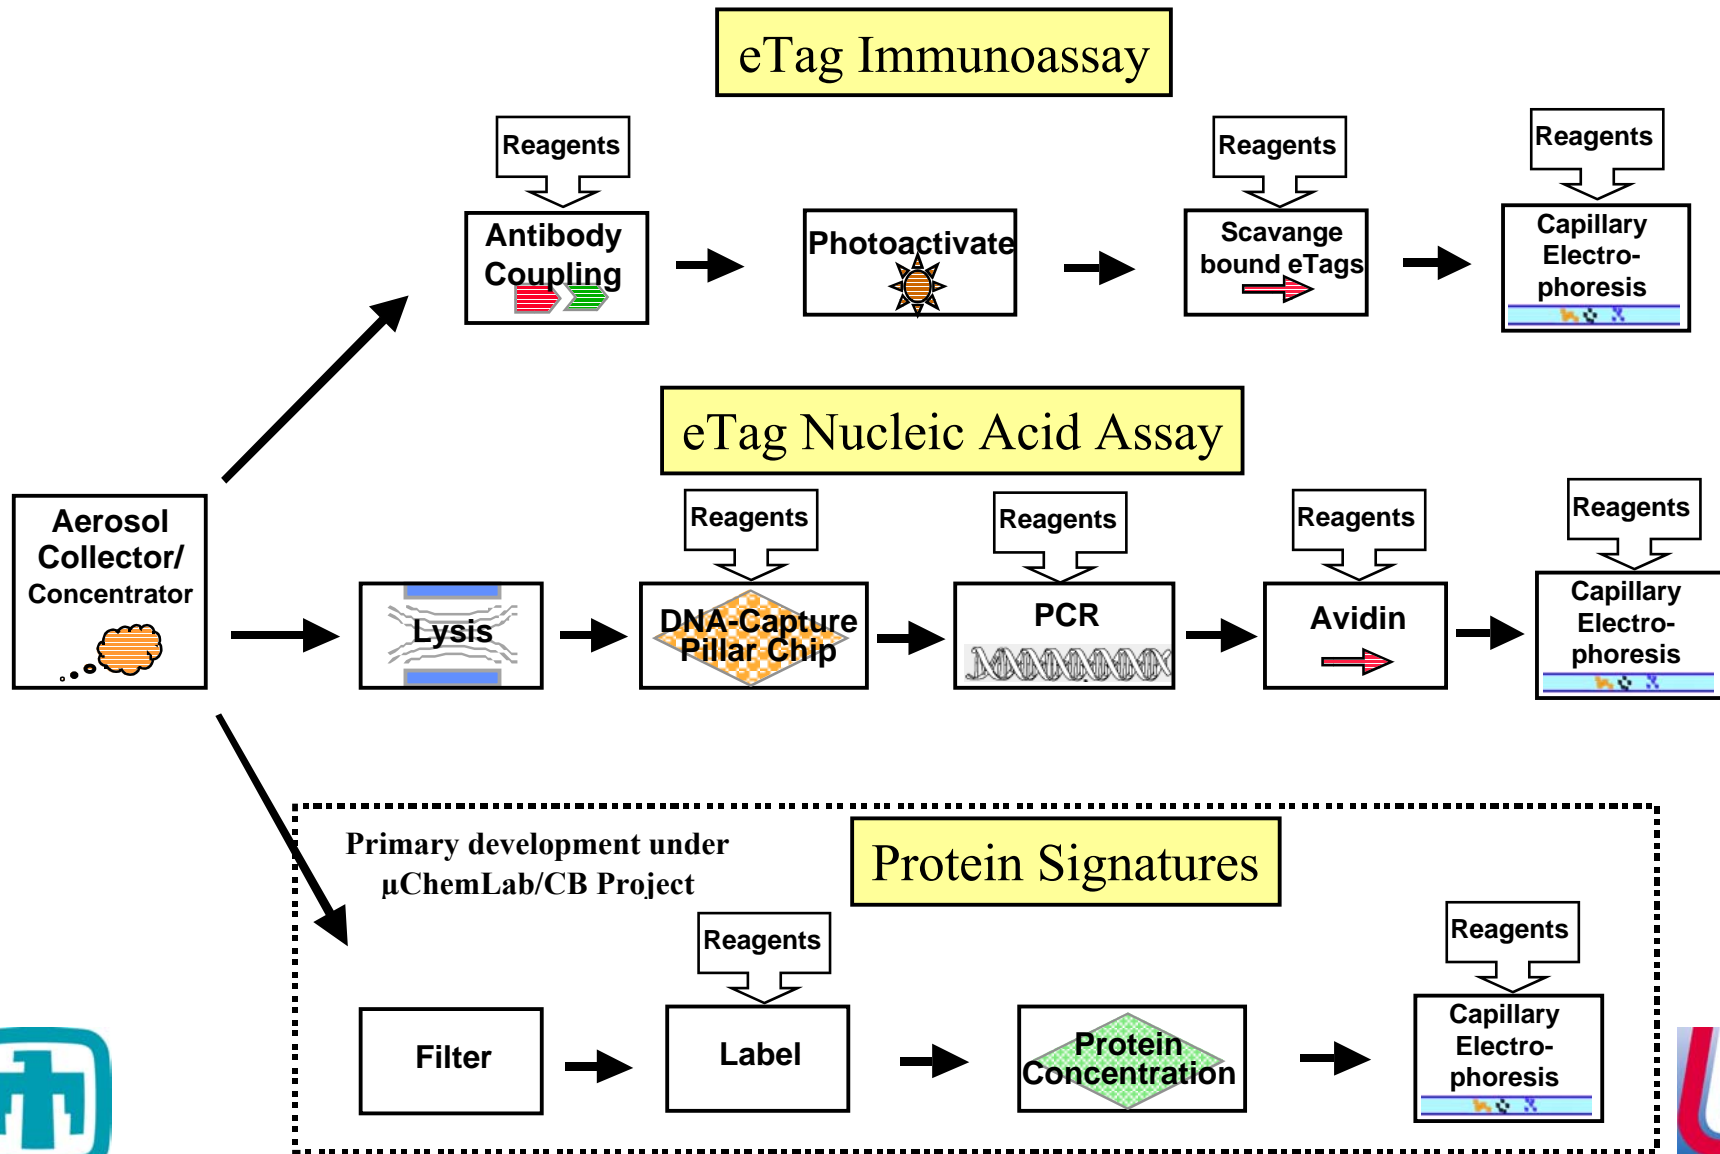 eTag Immunoassay
Reagents
Reagents
Reagents
Antibody
Coupling
Photoactivate
Scavange
bound eTags
Capillary
Electro-
phoresis
eTag Nucleic Acid Assay
Aerosol
Collector/
Concentrator
Reagents
Reagents
Reagents
Reagents
Lysis
DNA-Capture
Pillar Chip
PCR
Avidin
Capillary
Electro-
phoresis
Primary development under
µChemLab/CB Project
Protein Signatures
Reagents
Reagents
Filter
Label
Protein
Concentration
Capillary
Electro-
phoresis